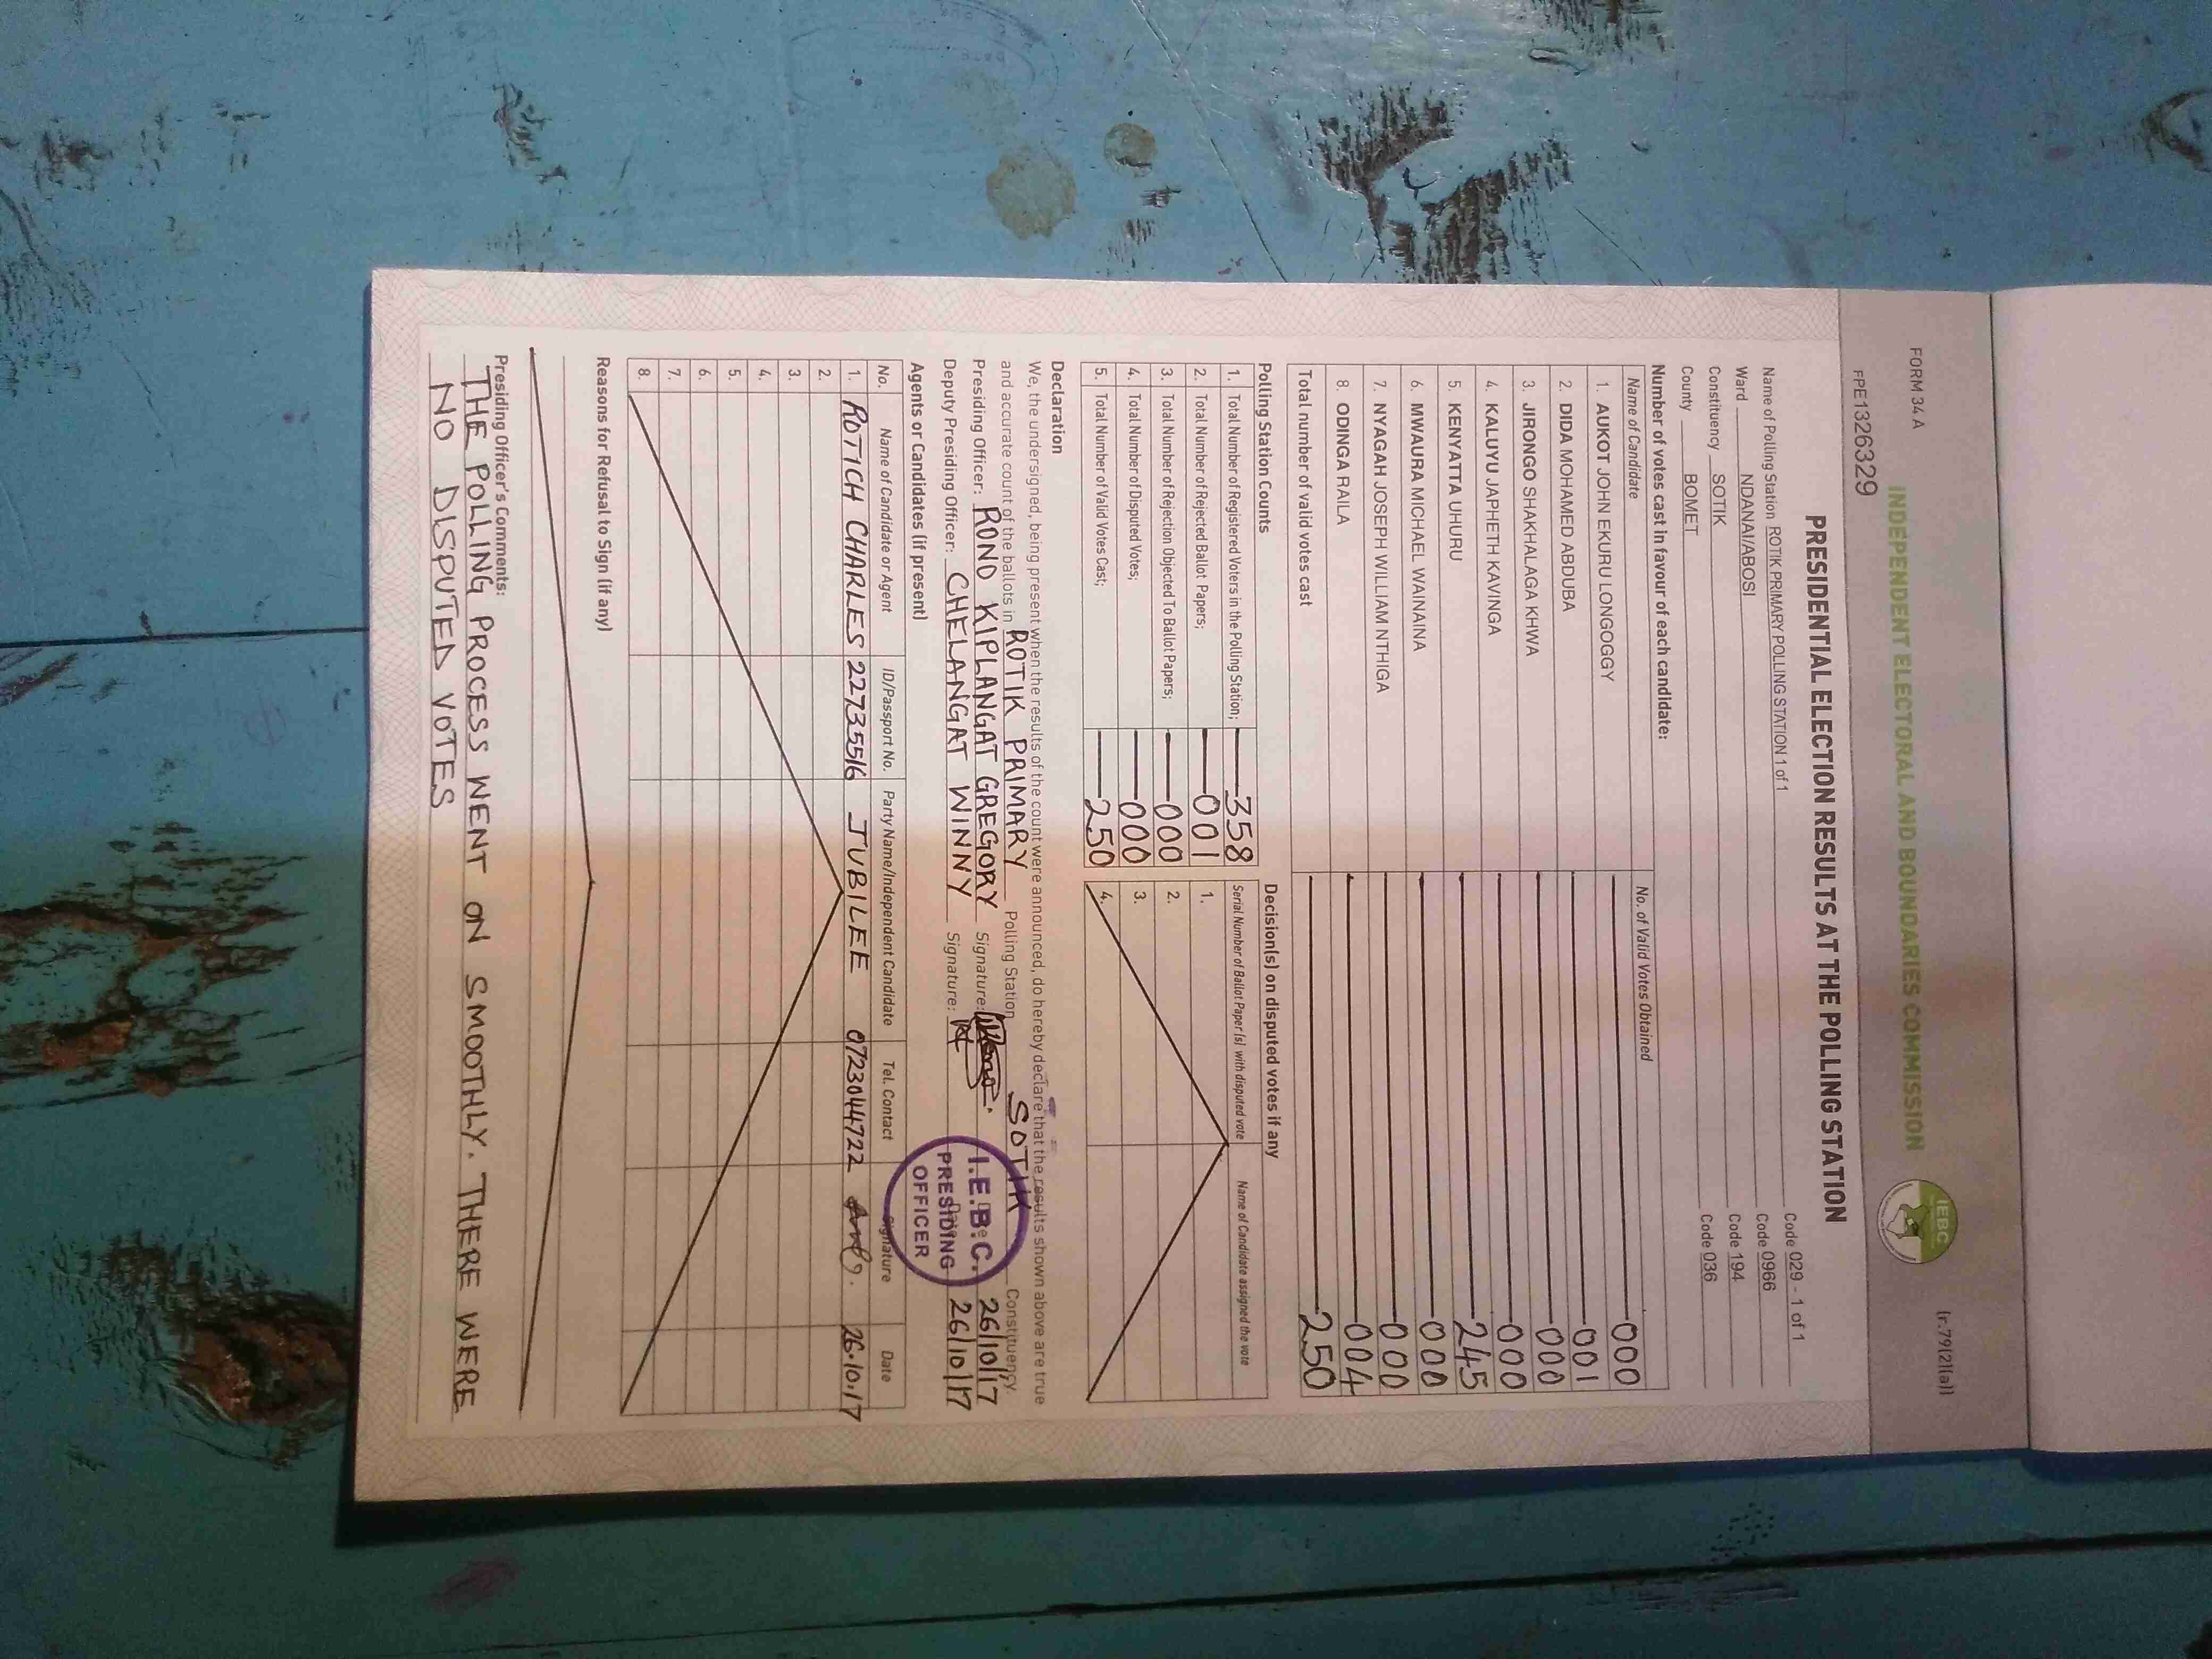 FORM 34 A
(r.79(2)(a))
INDEPENDENT ELECTORAL AND BOUNDARIES COMMISSION
IEBC
FPE1326329
PRESIDENTIAL ELECTION RESULTS AT THE POLLING STATION
Name of Polling Station ROTIK PRIMARY POLLING STATION 1 of 1 Code 029 - 1 of 1
Ward NDANAI/ABOSI Code 0966
Constituency SOTIK Code 194
County BOMET Code 036
Number of votes cast in favour of each candidate:
Name of Candidate No. of Valid Votes Obtained
1. AUKOT JOHN EKURU LONGOGGY 000
2. DIDA MOHAMED ABDUBA 001
3. JIRONGO SHAKHALAGA KHWA 000
4. KALUYU JAPHETH KAVINGA 000
5. KENYATTA UHURU 245
6. MWAURA MICHAEL WAINAINA 000
7. NYAGAH JOSEPH WILLIAM NTHIGA 000
8. ODINGA RAILA 004
Total number of valid votes cast 250
Polling Station Counts
1. Total Number of Registered Voters in the Polling Station; 358
2. Total Number of Rejected Ballot Papers; 001
3. Total Number of Rejection Objected To Ballot Papers; 000
4. Total Number of Disputed Votes; 000
5. Total Number of Valid Votes Cast; 250
Decision(s) on disputed votes if any
Serial Number of Ballot Paper (s) with disputed vote Name of Candidate assigned the vote
1.
2.
3.
4.
Declaration
We, the undersigned, being present when the results of the count were announced, do hereby declare that the results shown above are true
and accurate count of the ballots in ROTIK PRIMARY Polling Station SOTIK Constituency
Presiding Officer: RONO KIPLANGAT GREGORY Signature: 26/10/17
Deputy Presiding Officer: CHELANGAT WINNY Signature: 26/10/17
I.E.B.C.
PRESIDING
OFFICER
Agents or Candidates (if present)
No. Name of Candidate or Agent ID/Passport No. Party Name/Independent Candidate Tel. Contact Signature Date
1. ROTICH CHARLES 22735516 JUBILEE 0723044722 26.10.17
2.
3.
4.
5.
6.
7.
8.
Reasons for Refusal to Sign (if any)
Presiding Officer's Comments:
THE POLLING PROCESS WENT ON SMOOTHLY. THERE WERE
NO DISPUTED VOTES